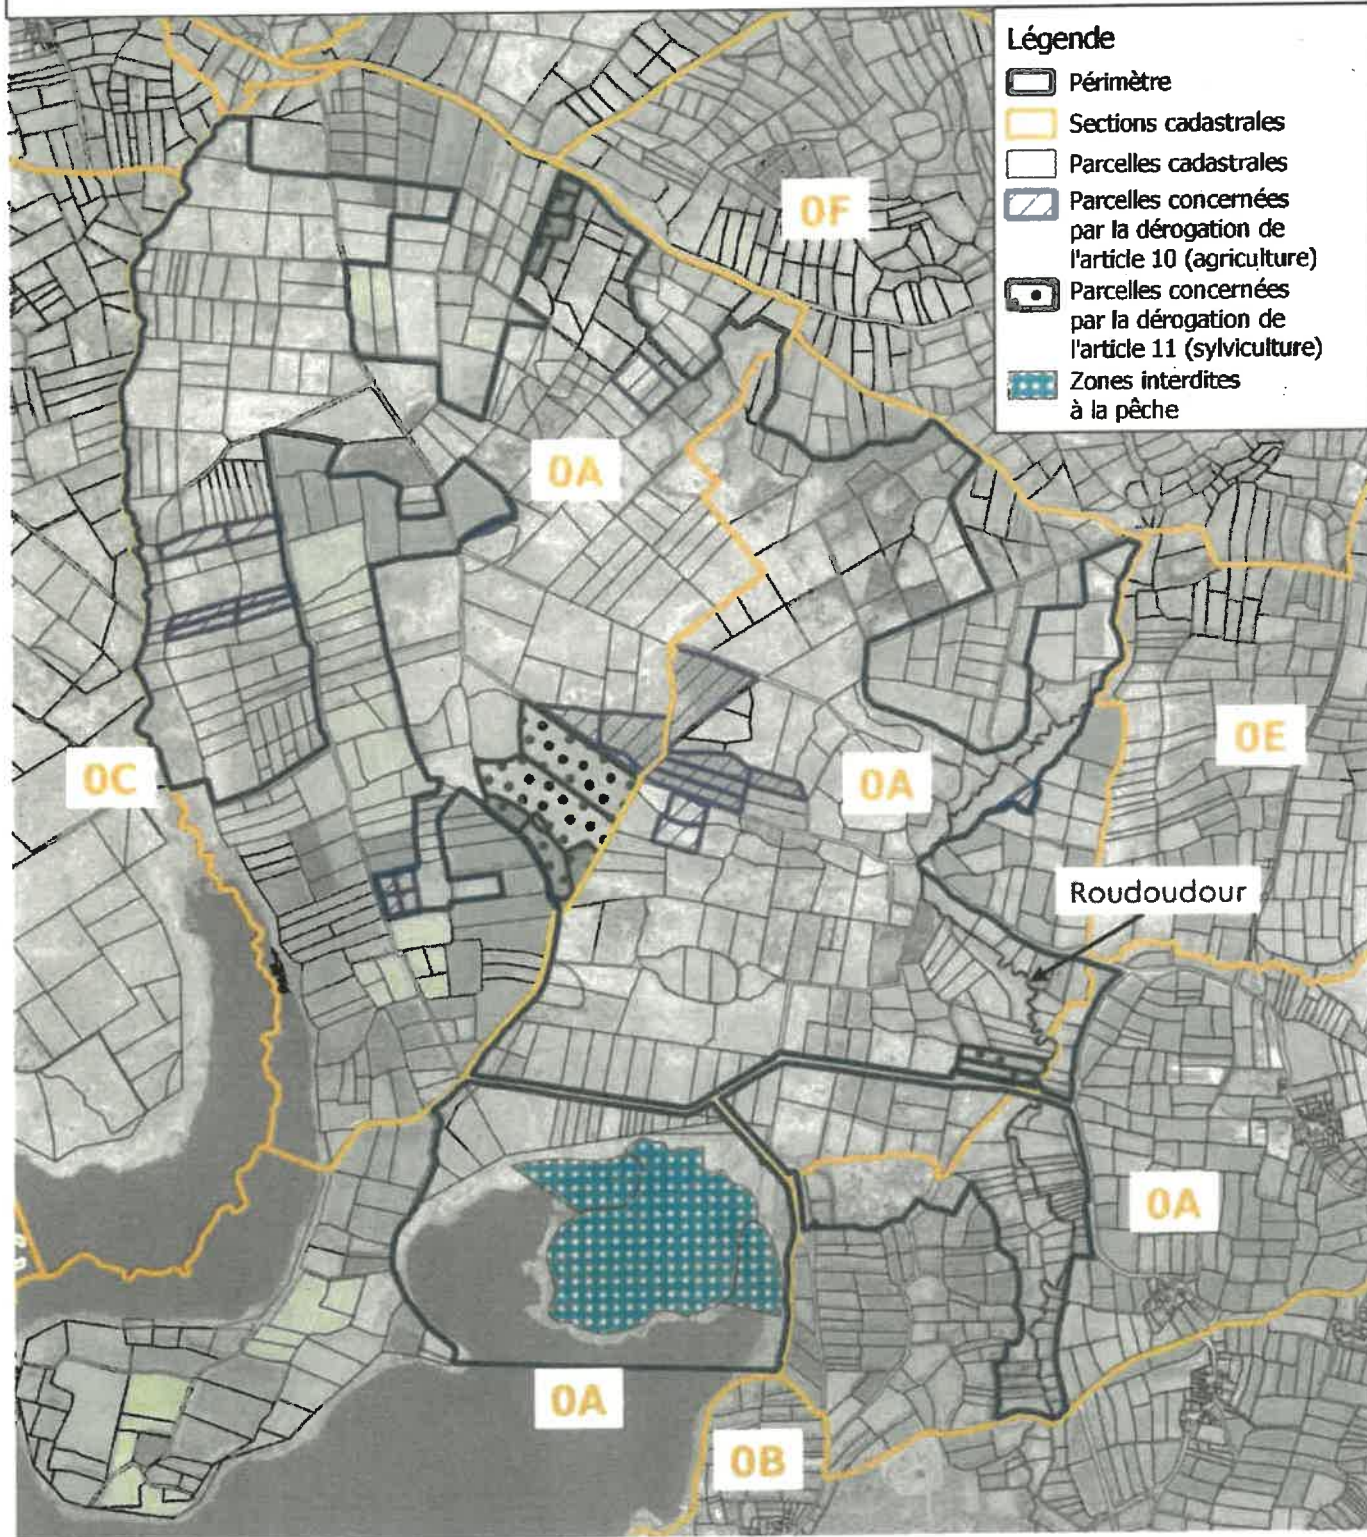 Légende
Périmètre
Sections cadastrales
Parcelles cadastrales
Parcelles concernées
par la dérogation de
l'article 10 (agriculture)
Parcelles concernées
par la dérogation de
l'article 11 (sylviculture)
Zones interdites
à la pêche
0F
0A
0E
0C
0A
Roudoudour
0A
0A
0B